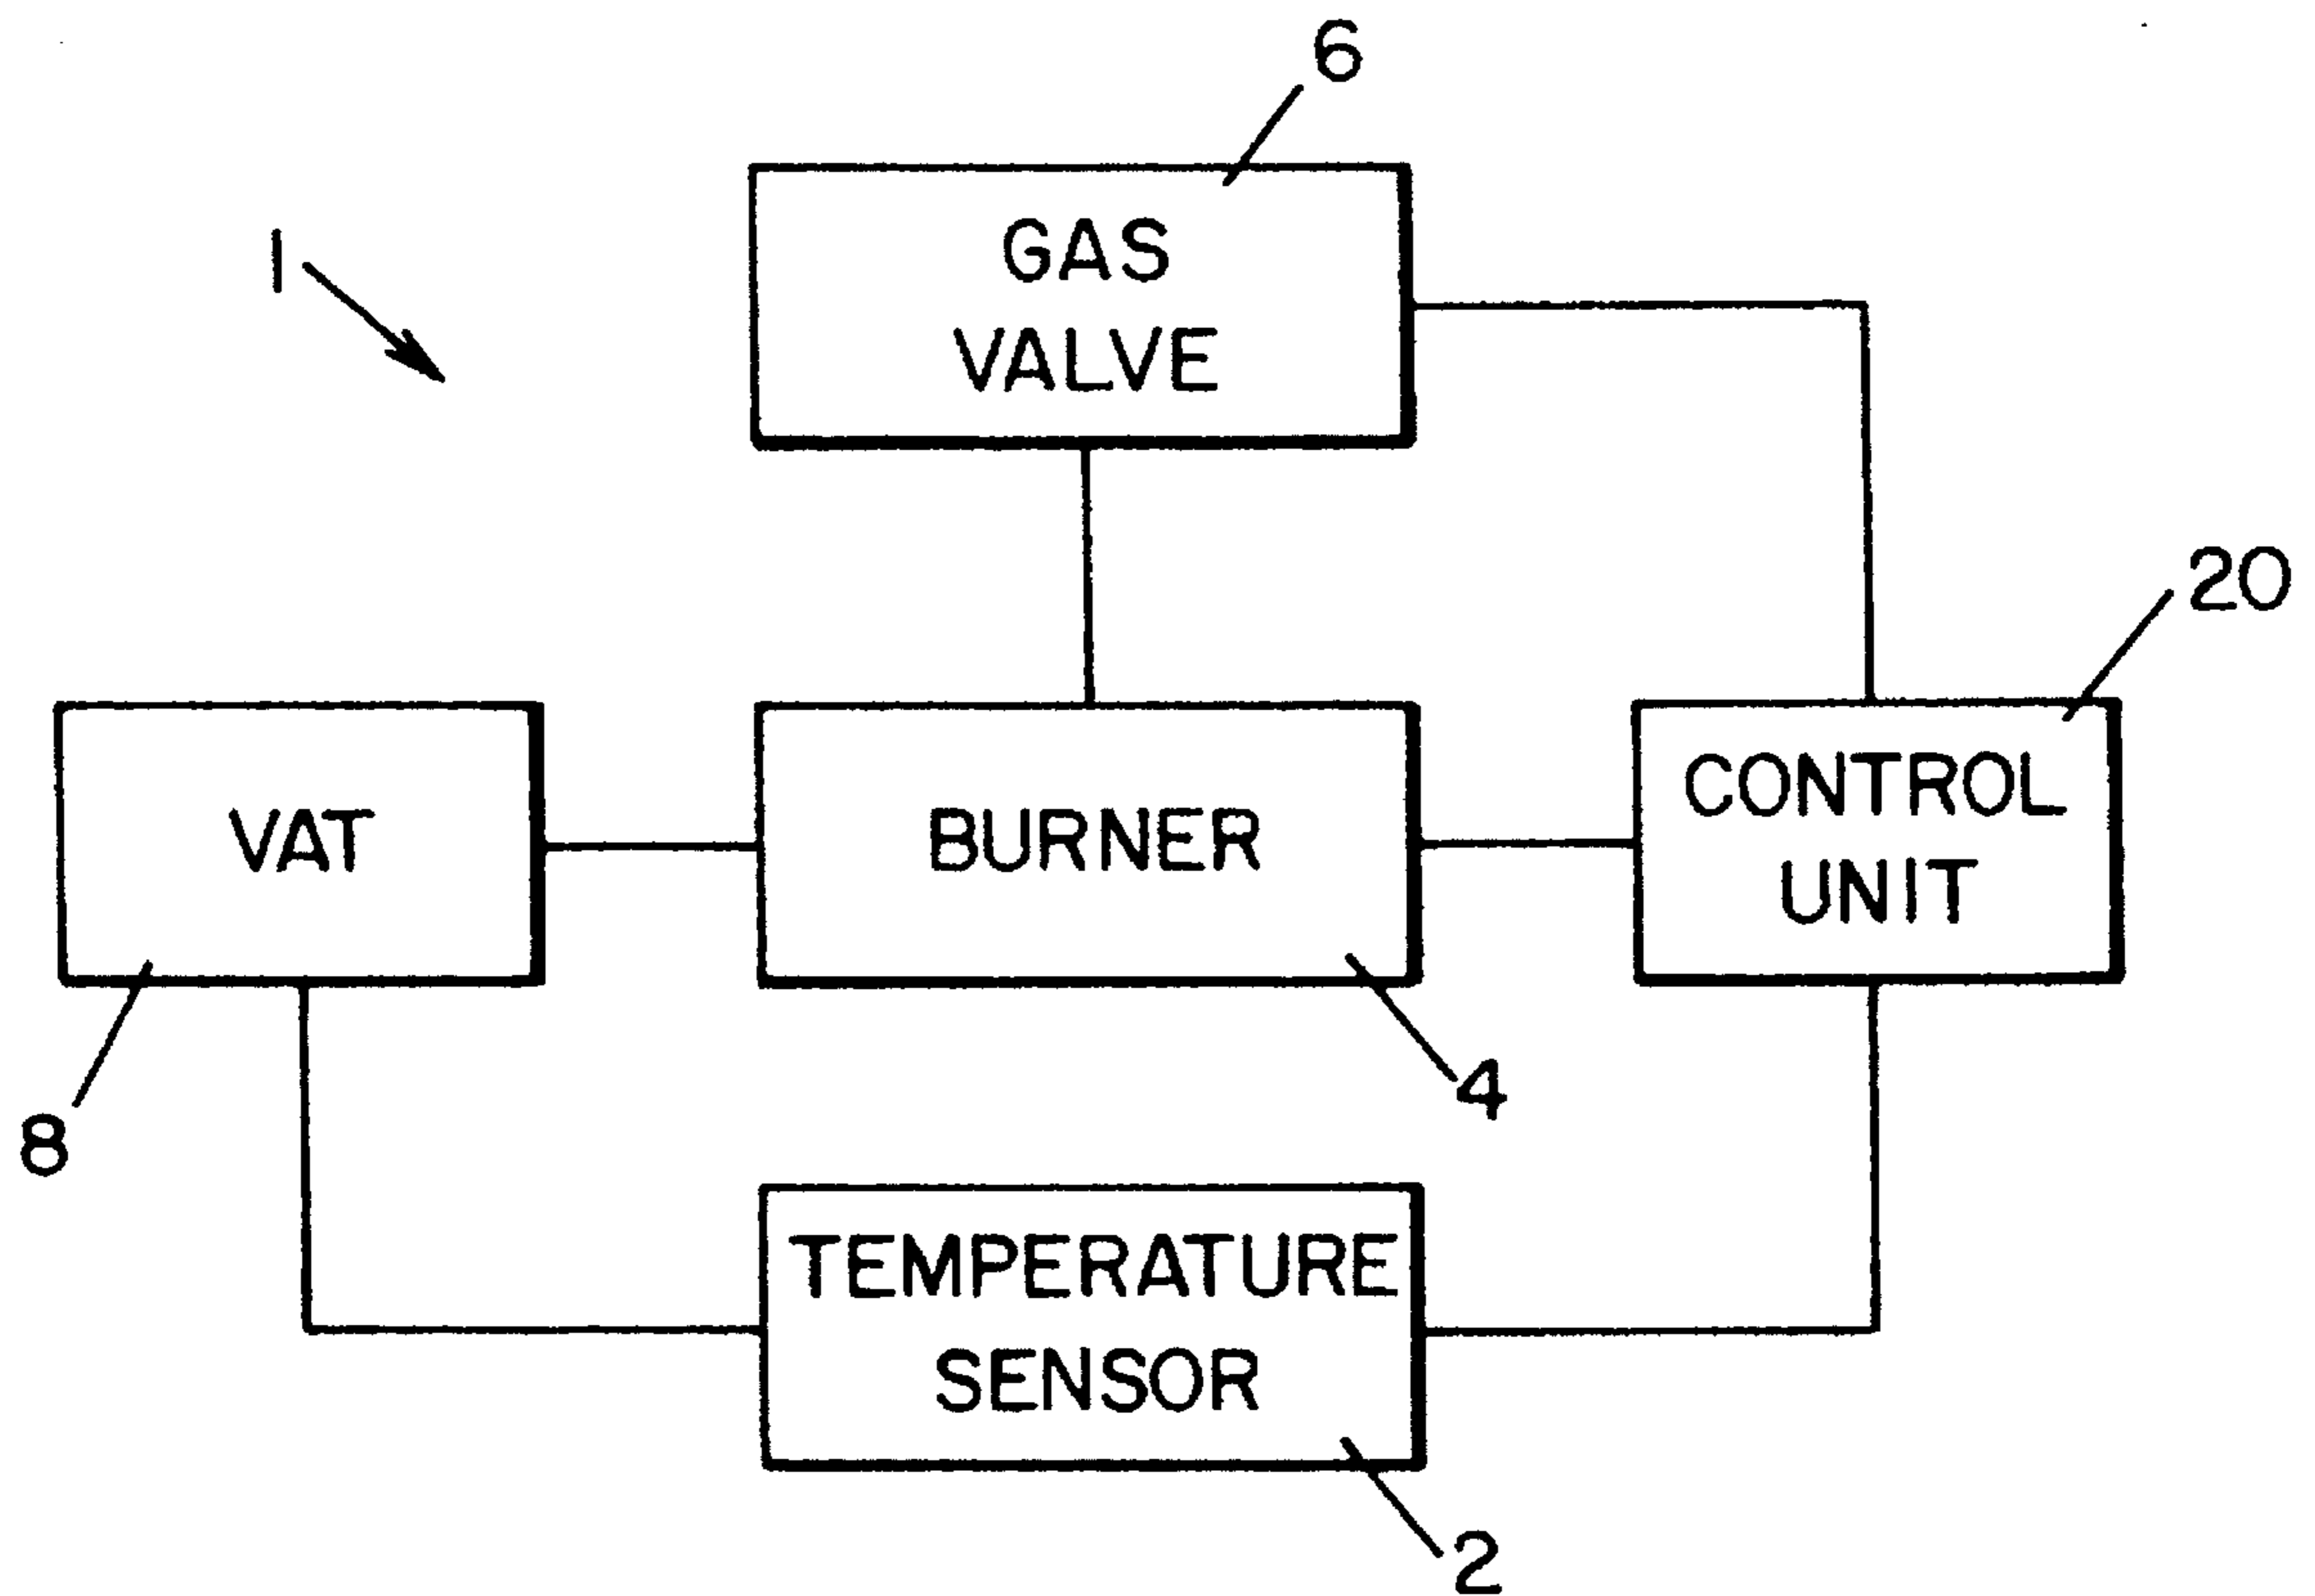 6
1
GAS
VALVE
20
VAT
BURNER
CONTROL
UNIT
8
4
TEMPERATURE
SENSOR
2